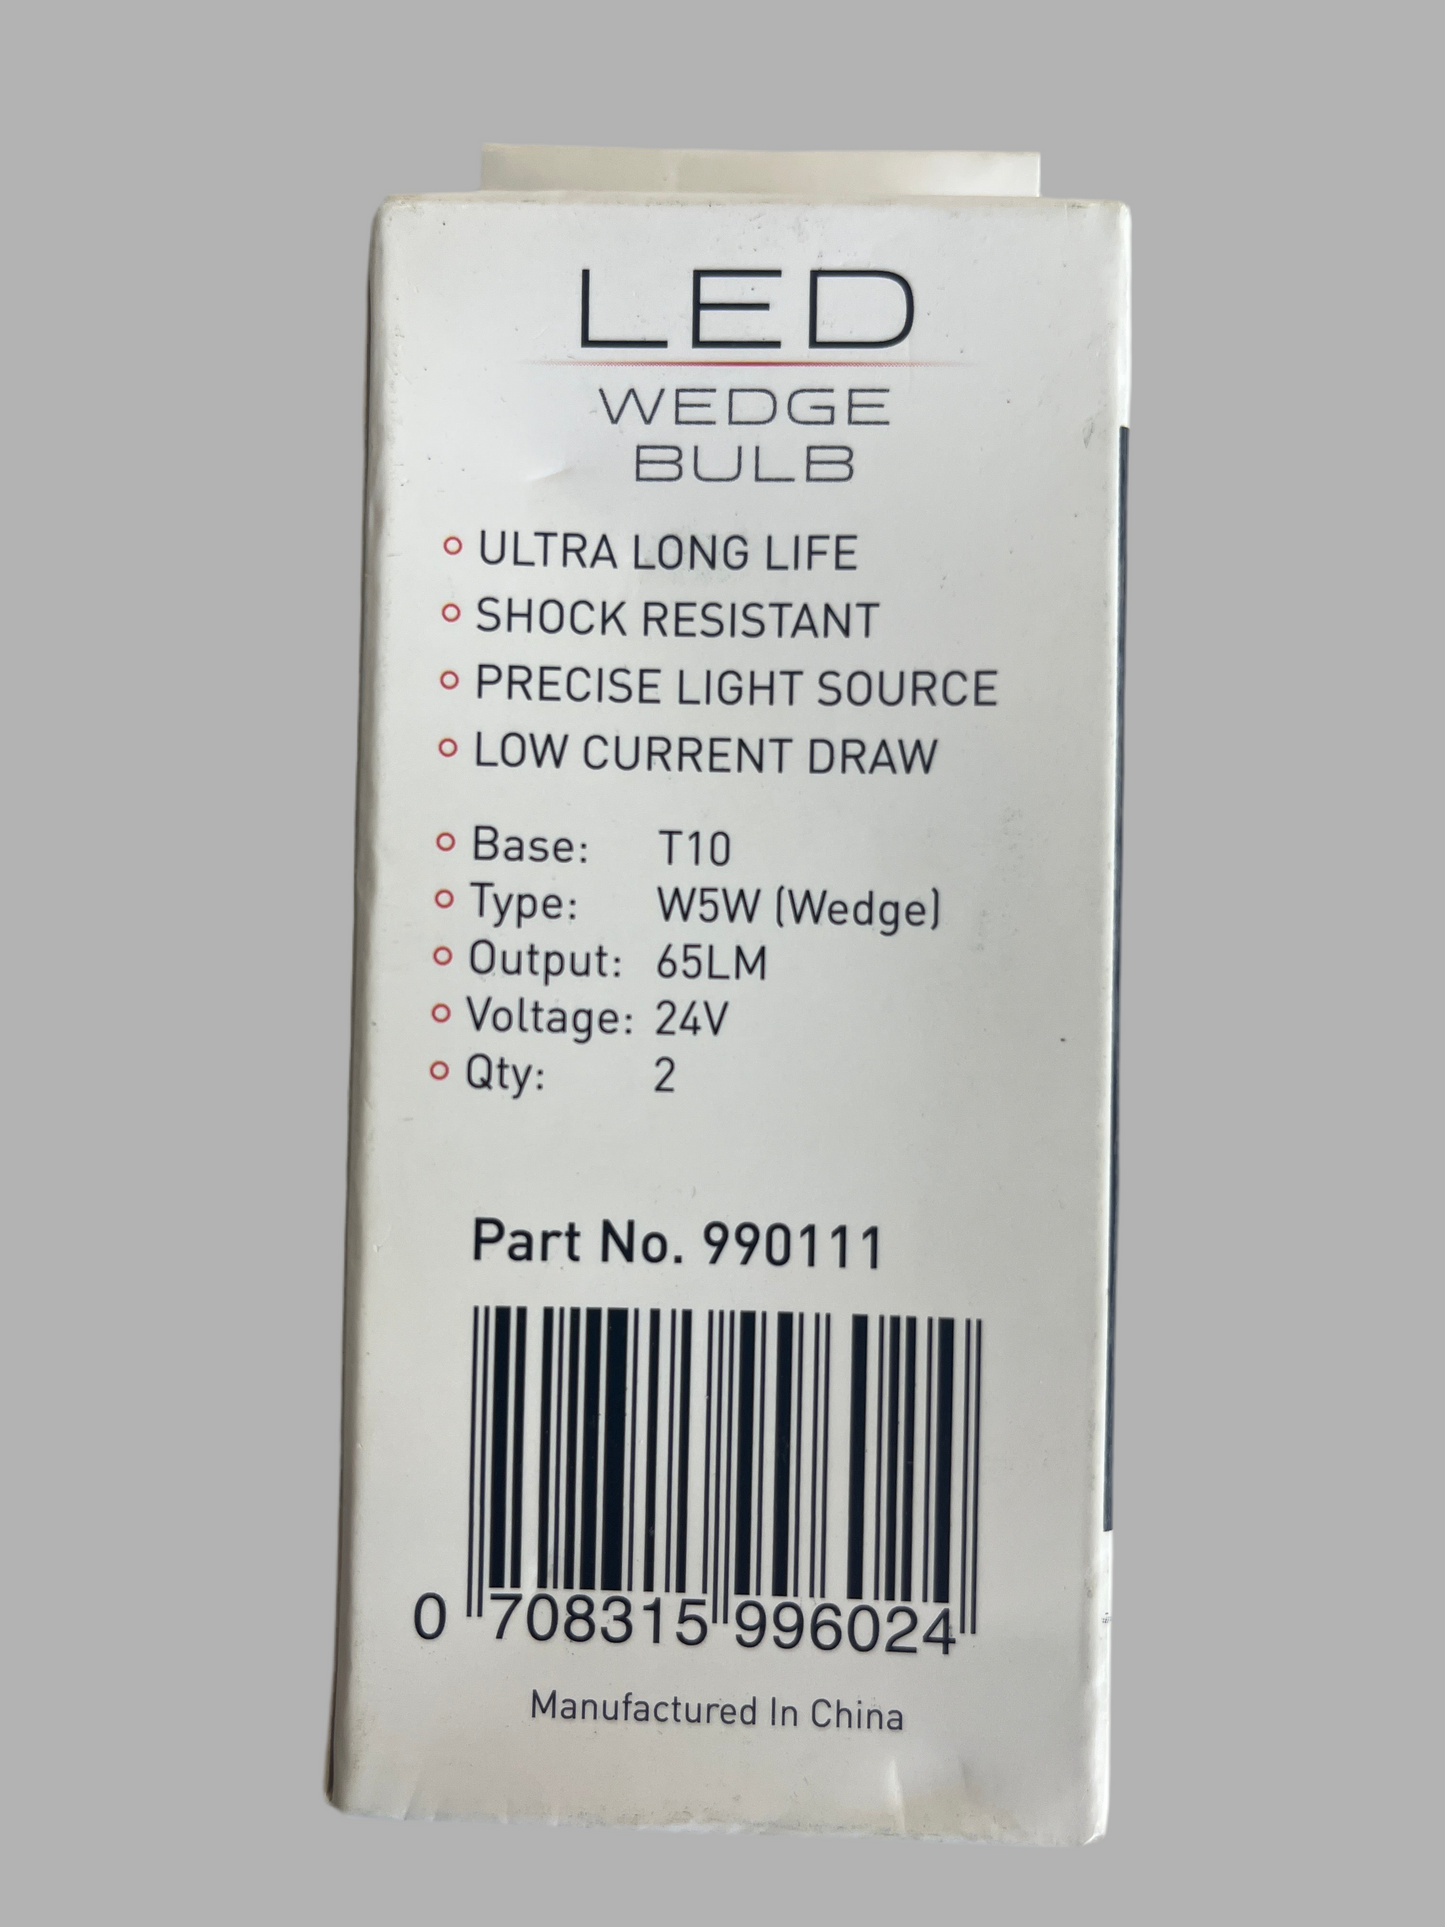 LED
WEDGE
BULB
ULTRA LONG LIFE
SHOCK RESISTANT
PRECISE LIGHT SOURCE
LOW CURRENT DRAW
Base: T10
Type: W5W (Wedge)
Output: 65LM
Voltage: 24V
Qty: 2
Part No. 990111
0 708315 996024
Manufactured In China